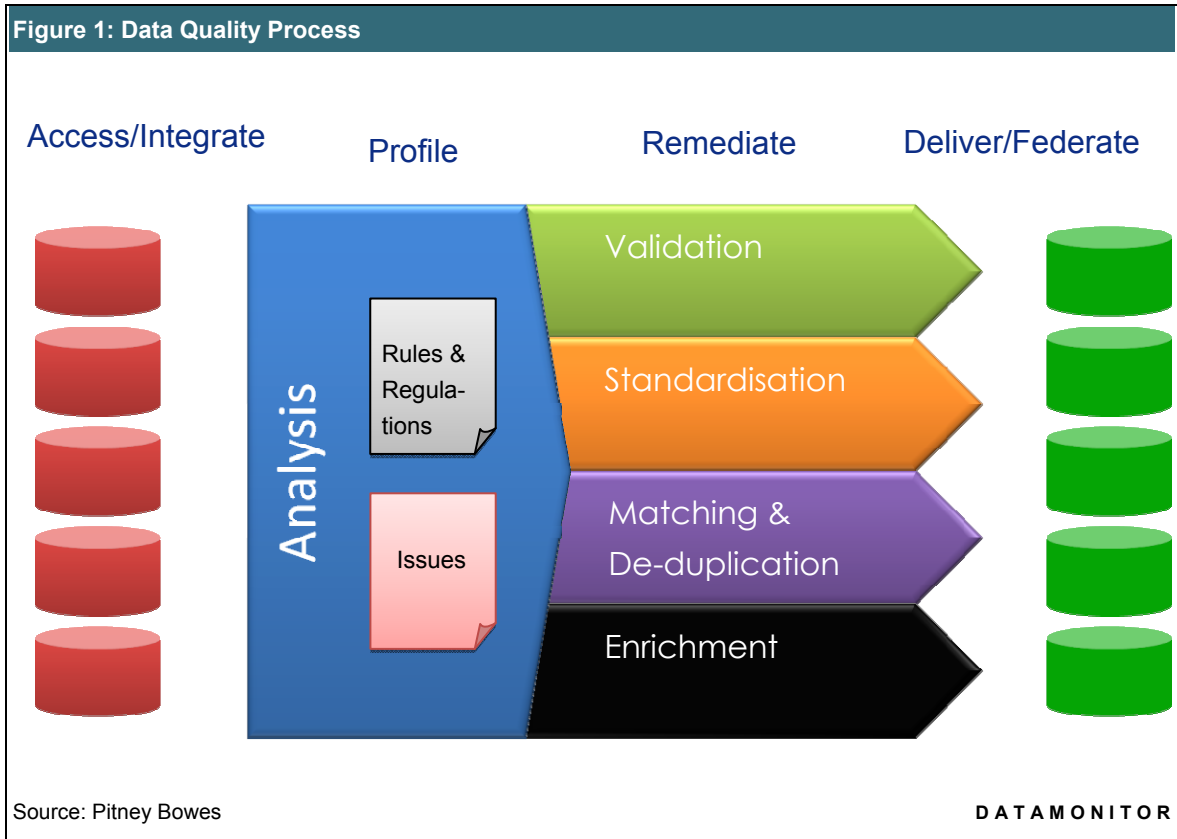 Figure 1: Data Quality Process
Access/Integrate
Profile
Remediate
Deliver/Federate
Analysis
Rules &
Regula-
tions
Issues
Validation
Standardisation
Matching &
De-duplication
Enrichment
Source: Pitney Bowes
DATAMONITOR